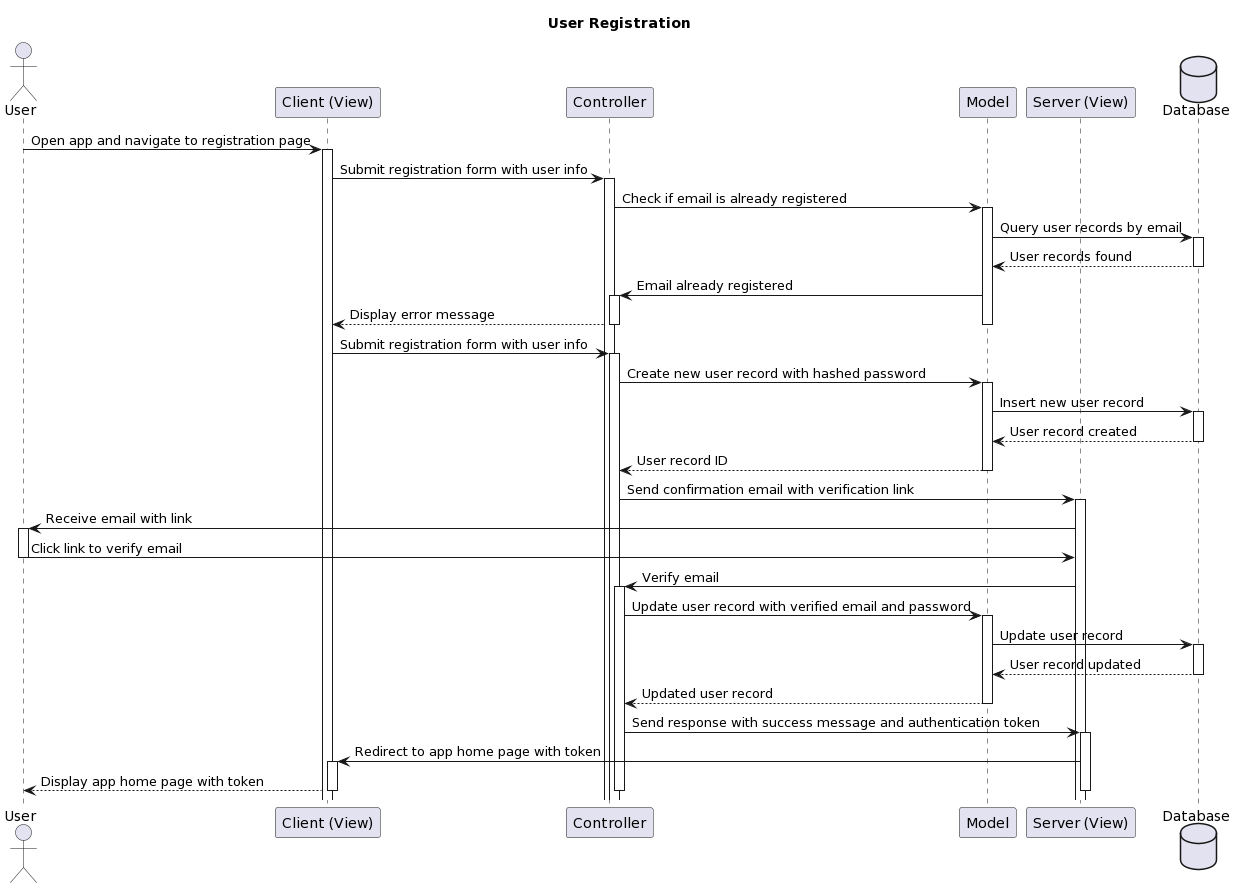 User Registration
User
Client (View)
Controller
Model
Server (View)
Database
Open app and navigate to registration page
Submit registration form with user info
Check if email is already registered
Query user records by email
User records found
Email already registered
Display error message
Submit registration form with user info
Create new user record with hashed password
Insert new user record
User record created
User record ID
Send confirmation email with verification link
Receive email with link
Click link to verify email
Verify email
Update user record with verified email and password
Update user record
User record updated
Updated user record
Send response with success message and authentication token
Redirect to app home page with token
Display app home page with token
User
Client (View)
Controller
Model
Server (View)
Database